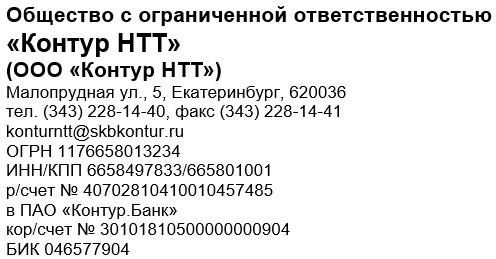 Общество с ограниченной ответственностью
«Контур НТТ»
(ООО «Контур НТТ»)
Малопрудная ул., 5, Екатеринбург, 620036
тел. (343) 228-14-40, факс (343) 228-14-41
konturntt@skbkontur.ru
ОГРН 1176658013234
ИНН/КПП 6658497833/665801001
р/счет № 40702810410010457485
в ПАО «Контур.Банк»
кор/счет № 30101810500000000904
БИК 046577904